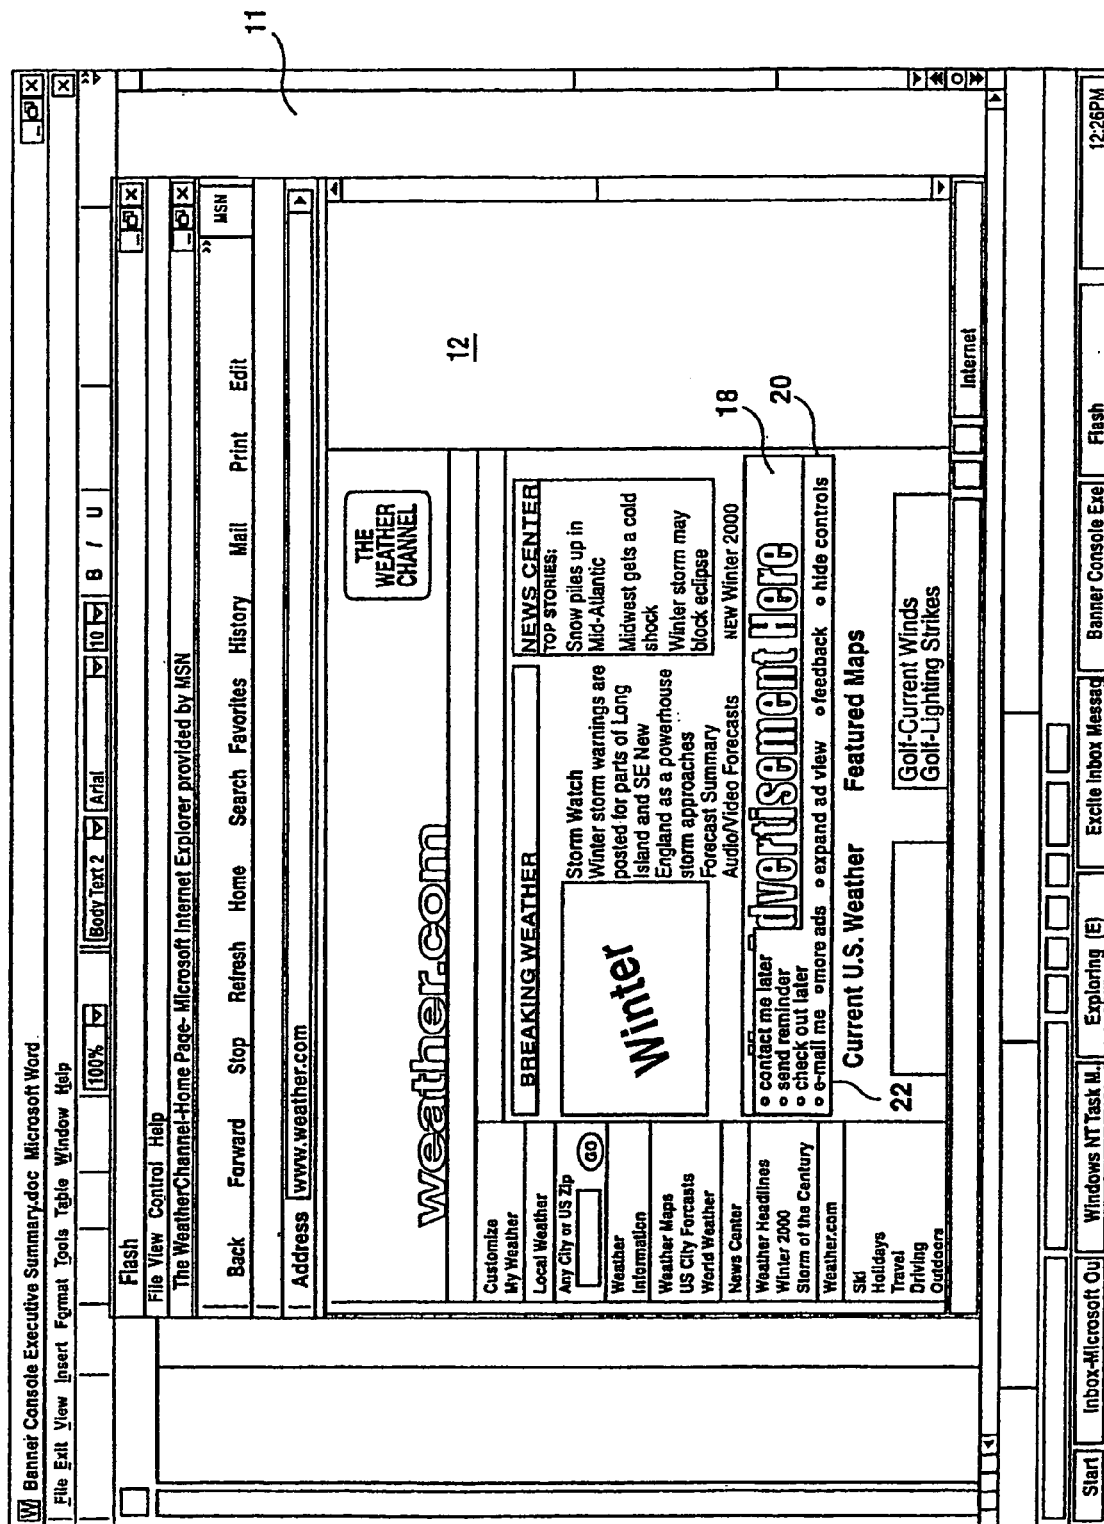 Banner Console Executive Summary.doc Microsoft Word
File Exit View Insert Format Tools Table Window Help
100% Body Text 2 Arial 10 B / U
11
Flash
File View Control Help
The WeatherChannel-Home Page- Microsoft Internet Explorer provided by MSN
Back Forward Stop Refresh Home Search Favorites History Mail Print Edit
MSN
Address www.weather.com
weather.com
THE
WEATHER
CHANNEL
12
Customize
My Weather
Local Weather
Any City or US Zip
GO
Weather
Information
Weather Maps
US City Forcasts
World Weather
News Center
Weather Headlines
Winter 2000
Storm of the Century
Weather.com
Ski
Holidays
Travel
Driving
Outdoors
BREAKING WEATHER
Winter
Storm Watch
Winter storm warnings are
posted for parts of Long
Island and SE New
England as a powerhouse
storm approaches
Forecast Summary
Audio/Video Forecasts
NEWS CENTER
TOP STORIES:
Snow piles up in
Mid-Atlantic
Midwest gets a cold
shock
Winter storm may
block eclipse
NEW Winter 2000
dvertisement Here
18
contact me later
send reminder
check out later
e-mail me more ads expand ad view feedback hide controls
20
22
Current U.S. Weather Featured Maps
Golf-Current Winds
Golf-Lighting Strikes
Internet
Start Inbox-Microsoft Ou Windows NT Task M.. Exploring (E) Excite Inbox Messag Banner Console Exe Flash 12:26PM